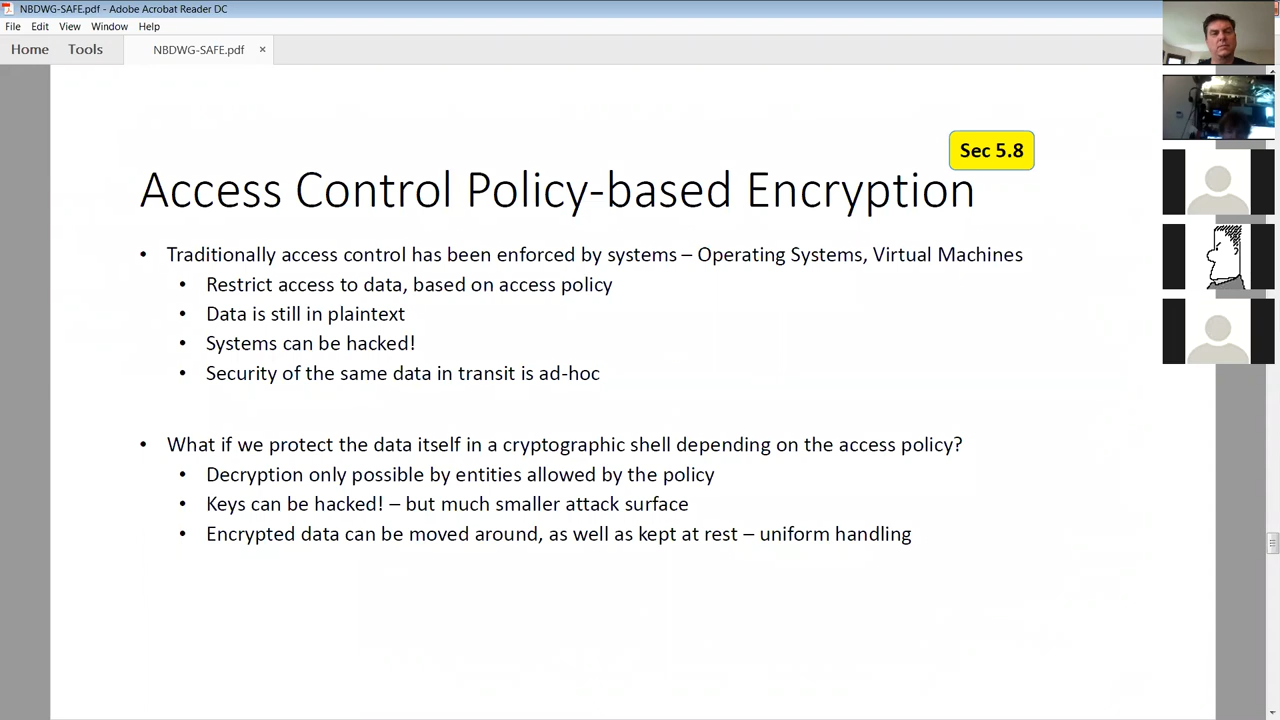 NBDWG-SAFE.pdf - Adobe Acrobat Reader DC
File Edit View Window Help
Home Tools NBDWG-SAFE.pdf ×
Sec 5.8
Access Control Policy-based Encryption
• Traditionally access control has been enforced by systems – Operating Systems, Virtual Machines
• Restrict access to data, based on access policy
• Data is still in plaintext
• Systems can be hacked!
• Security of the same data in transit is ad-hoc
• What if we protect the data itself in a cryptographic shell depending on the access policy?
• Decryption only possible by entities allowed by the policy
• Keys can be hacked! – but much smaller attack surface
• Encrypted data can be moved around, as well as kept at rest – uniform handling